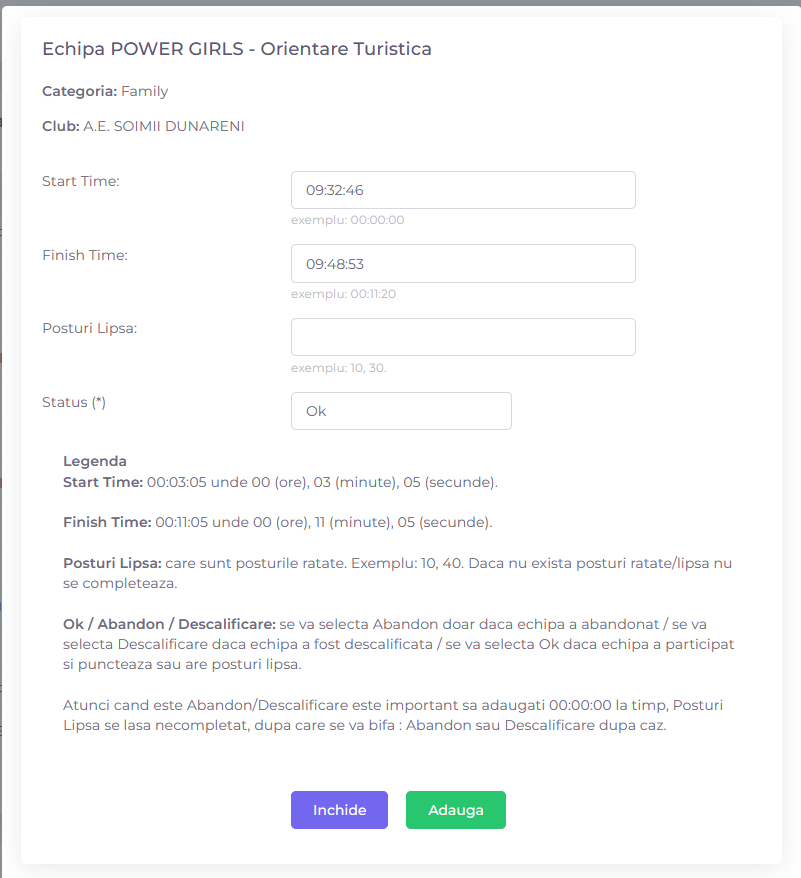 Echipa POWER GIRLS - Orientare Turistica
Categoria: Family
Club: A.E. SOIMII DUNARENI
Start Time:
09:32:46
exemplu: 00:00:00
Finish Time:
09:48:53
exemplu: 00:11:20
Posturi Lipsa:
exemplu: 10, 30.
Status (*)
Ok
Legenda
Start Time: 00:03:05 unde 00 (ore), 03 (minute), 05 (secunde).
Finish Time: 00:11:05 unde 00 (ore), 11 (minute), 05 (secunde).
Posturi Lipsa: care sunt posturile ratate. Exemplu: 10, 40. Daca nu exista posturi ratate/lipsa nu
se completeaza.
Ok / Abandon / Descalificare: se va selecta Abandon doar daca echipa a abandonat / se va
selecta Descalificare daca echipa a fost descalificata / se va selecta Ok daca echipa a participat
si puncteaza sau are posturi lipsa.
Atunci cand este Abandon/Descalificare este important sa adaugati 00:00:00 la timp, Posturi
Lipsa se lasa necompletat, dupa care se va bifa : Abandon sau Descalificare dupa caz.
Inchide
Adauga